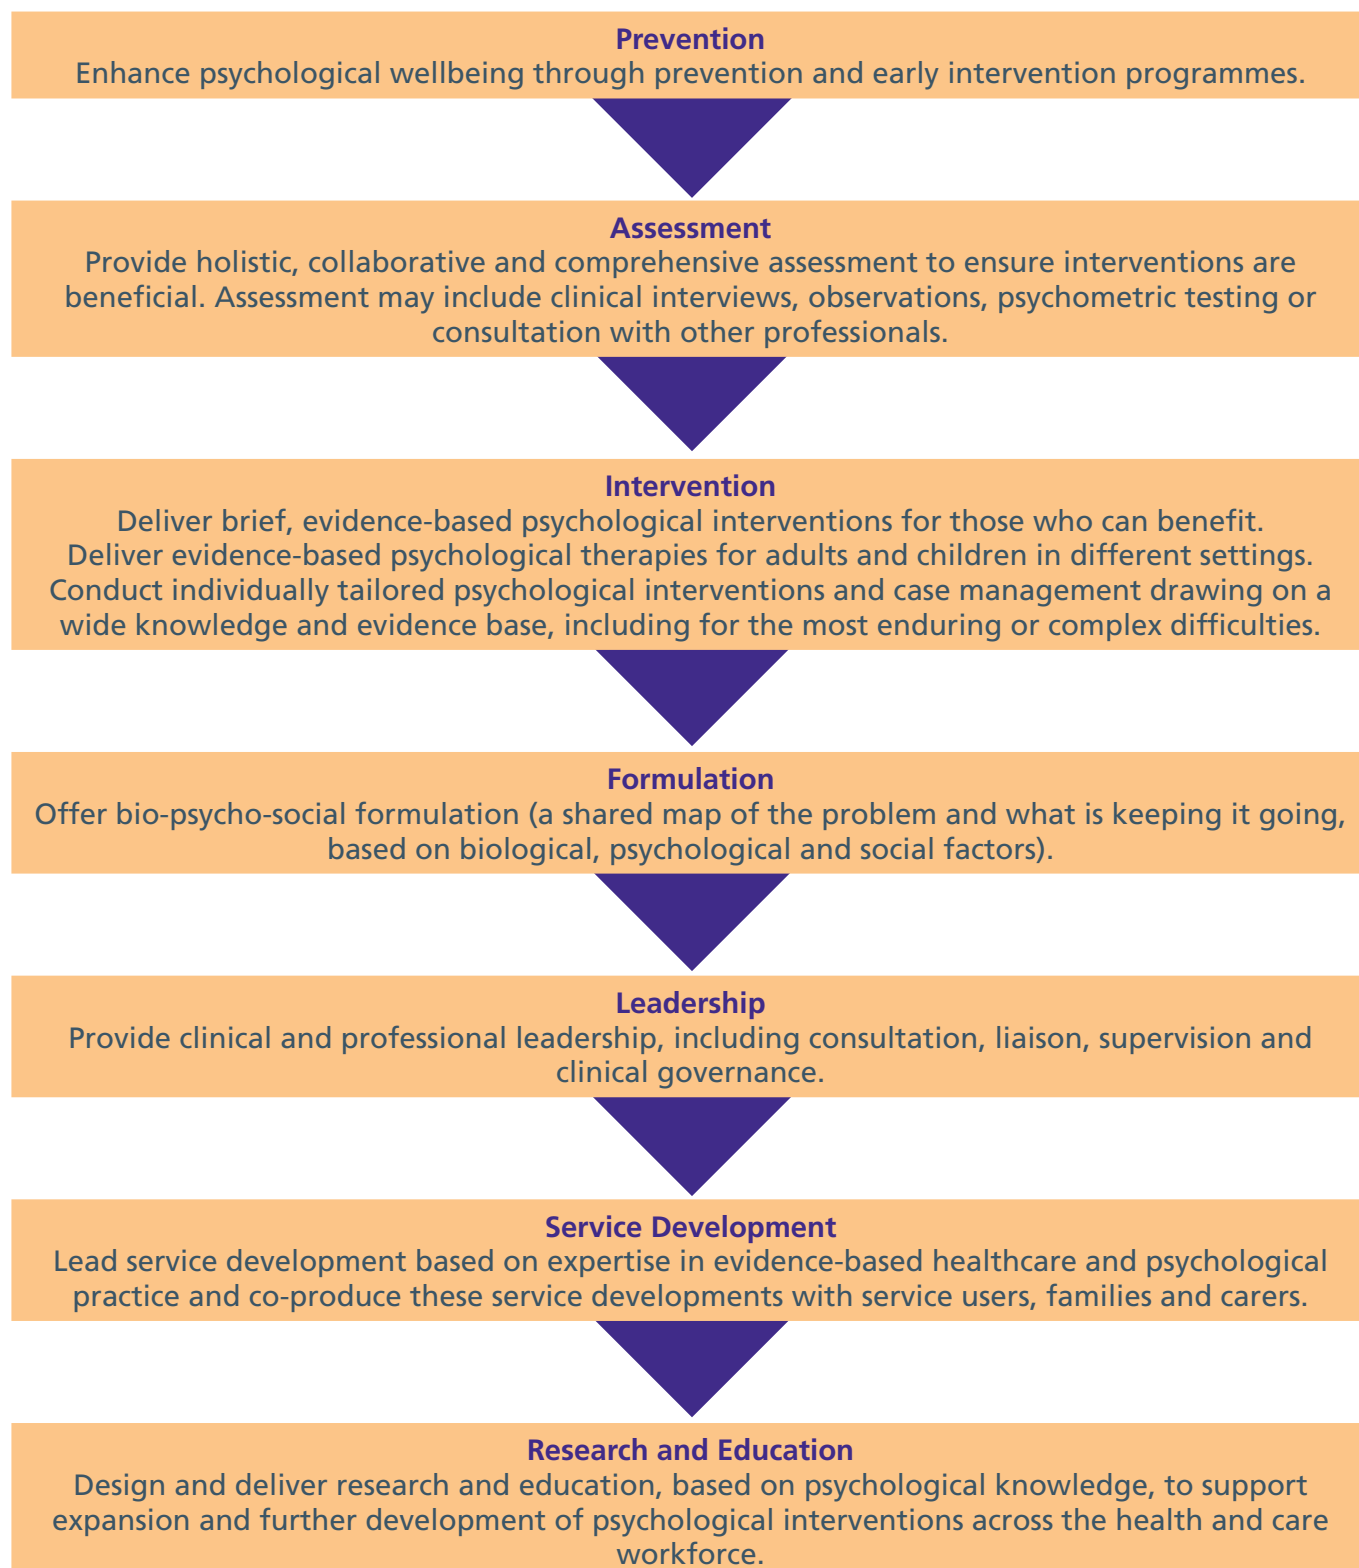 Prevention
Enhance psychological wellbeing through prevention and early intervention programmes.
Assessment
Provide holistic, collaborative and comprehensive assessment to ensure interventions are
beneficial. Assessment may include clinical interviews, observations, psychometric testing or
consultation with other professionals.
Intervention
Deliver brief, evidence-based psychological interventions for those who can benefit.
Deliver evidence-based psychological therapies for adults and children in different settings.
Conduct individually tailored psychological interventions and case management drawing on a
wide knowledge and evidence base, including for the most enduring or complex difficulties.
Formulation
Offer bio-psycho-social formulation (a shared map of the problem and what is keeping it going,
based on biological, psychological and social factors).
Leadership
Provide clinical and professional leadership, including consultation, liaison, supervision and
clinical governance.
Service Development
Lead service development based on expertise in evidence-based healthcare and psychological
practice and co-produce these service developments with service users, families and carers.
Research and Education
Design and deliver research and education, based on psychological knowledge, to support
expansion and further development of psychological interventions across the health and care
workforce.